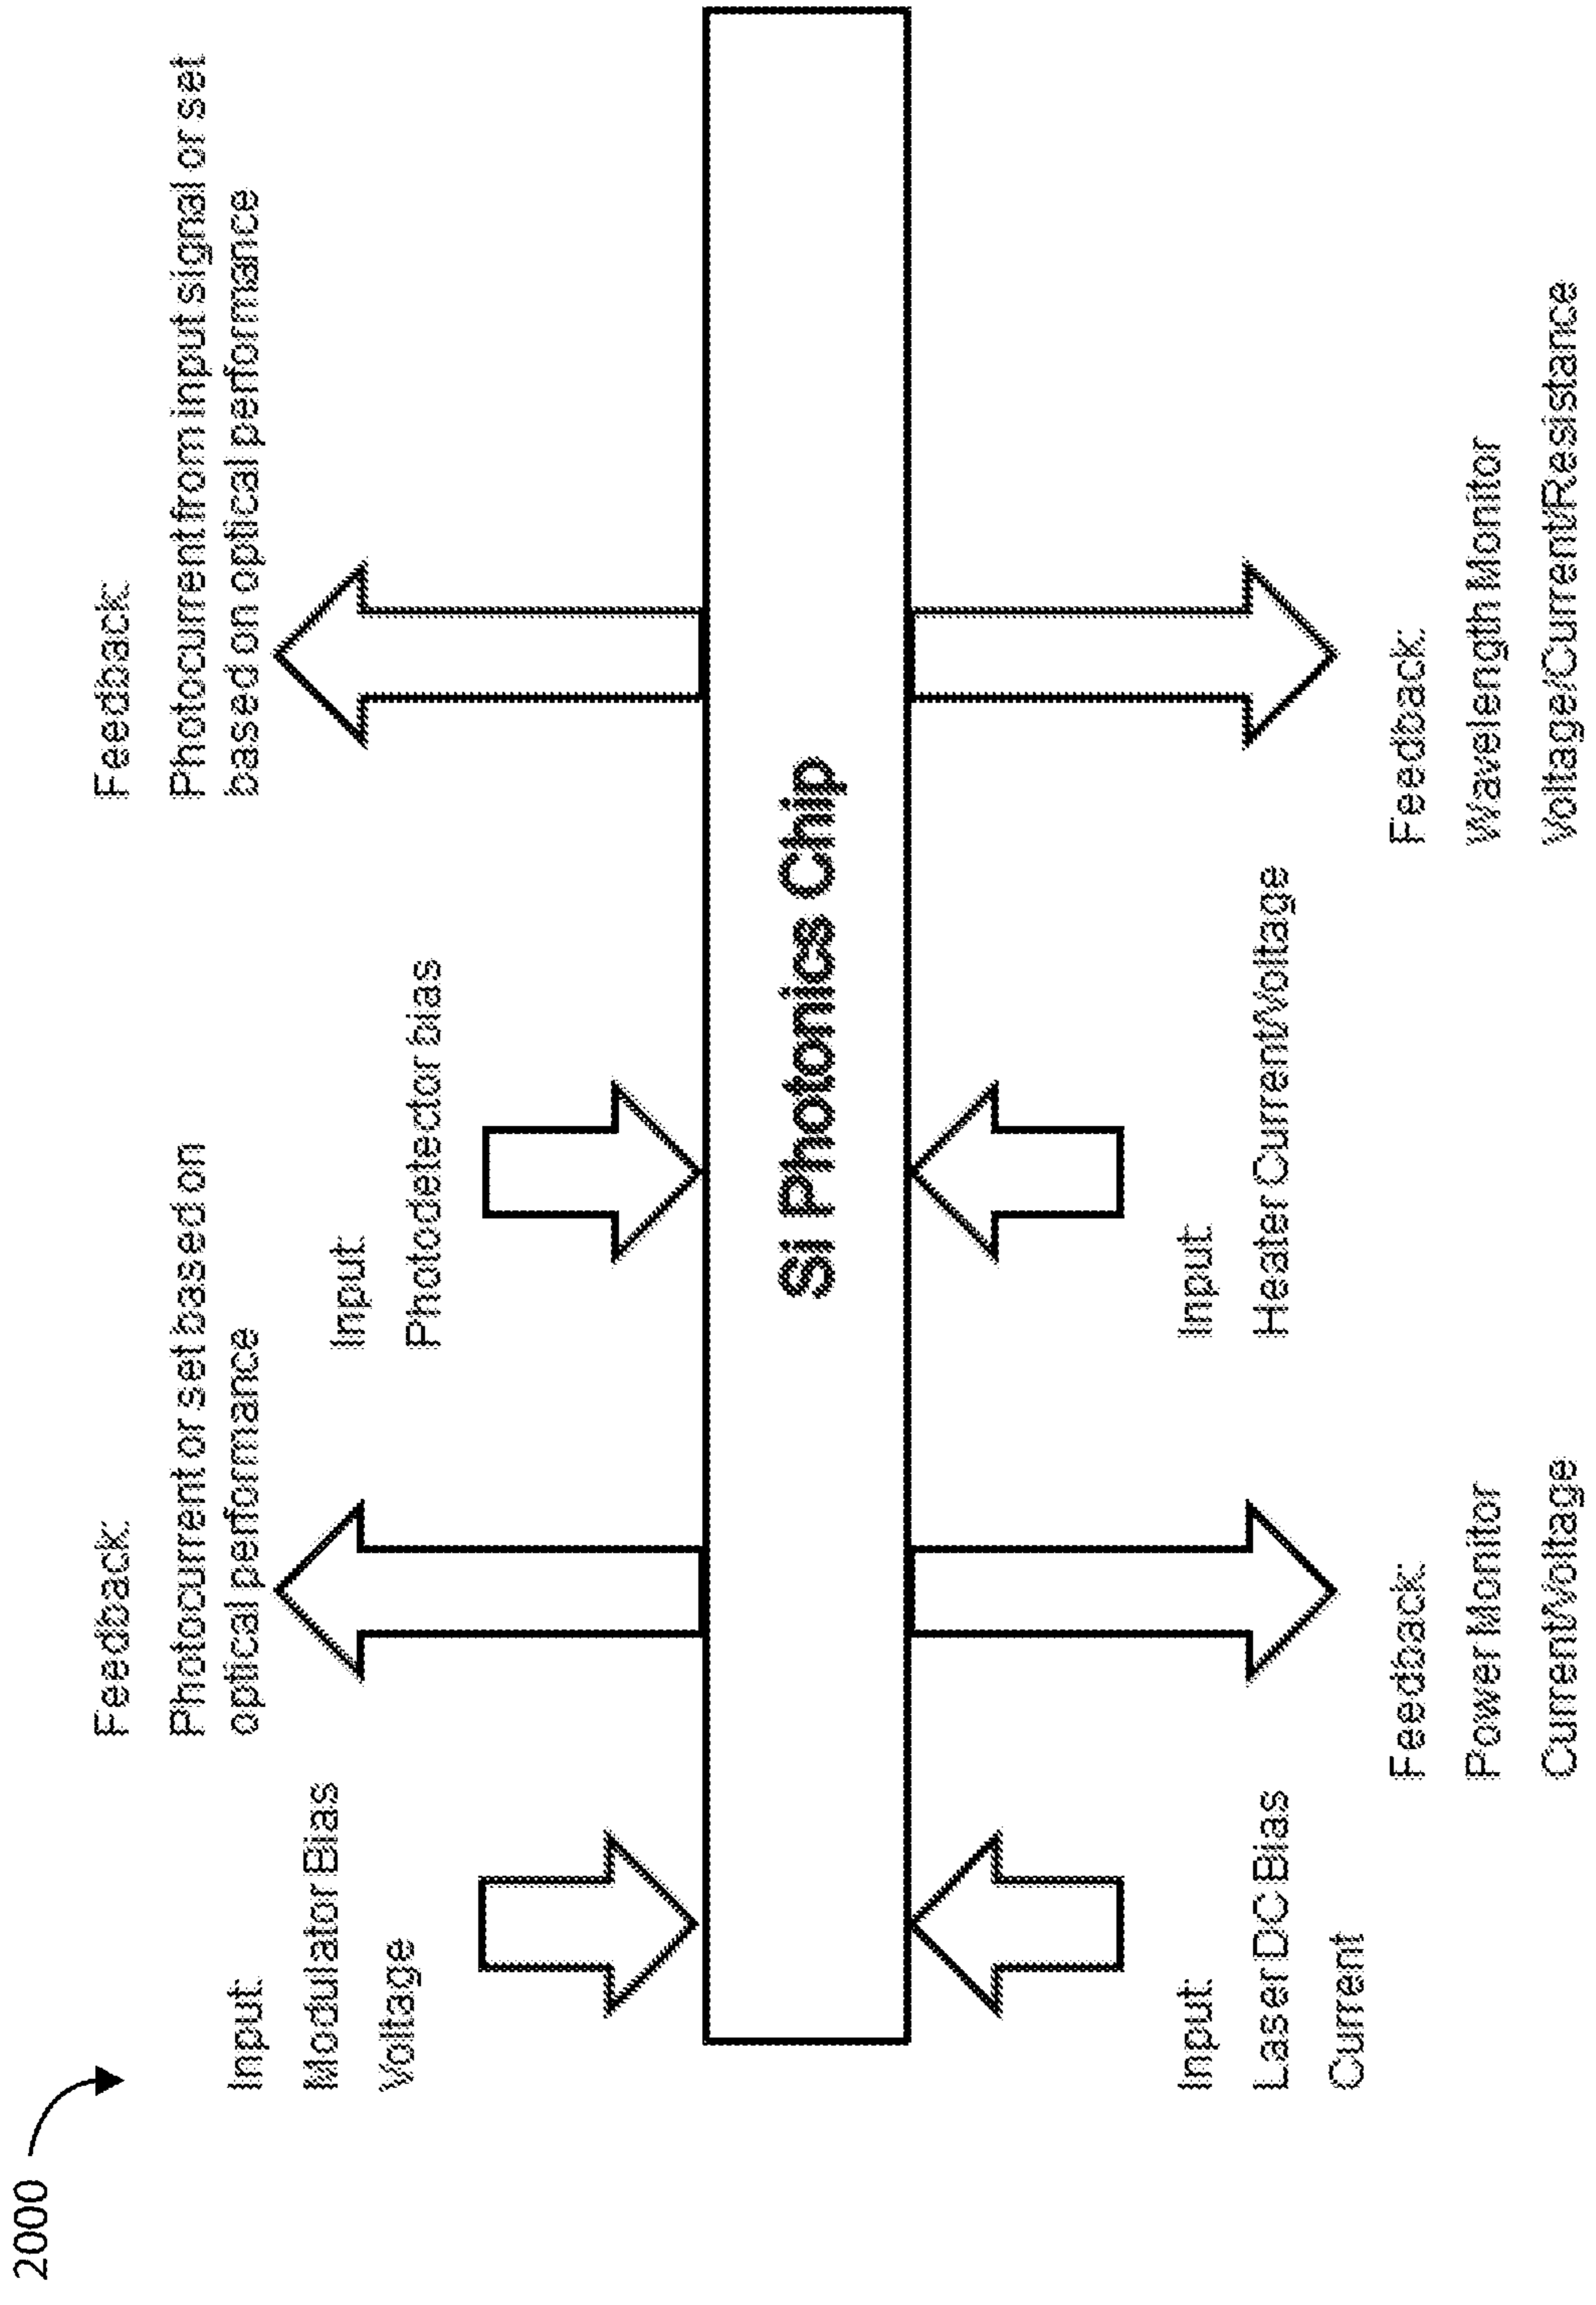 2000
Input:
Modulator Bias
Voltage
Feedback:
Photocurrent or set based on
optical performance
Input:
Photodetector bias
Feedback:
Photocurrent from input signal or set
based on optical performance
Si Photonics Chip
Input:
Laser DC Bias
Current
Feedback:
Power Monitor
Current/Voltage
Input:
Heater Current/Voltage
Feedback:
Wavelength Monitor
Voltage/Current/Resistance